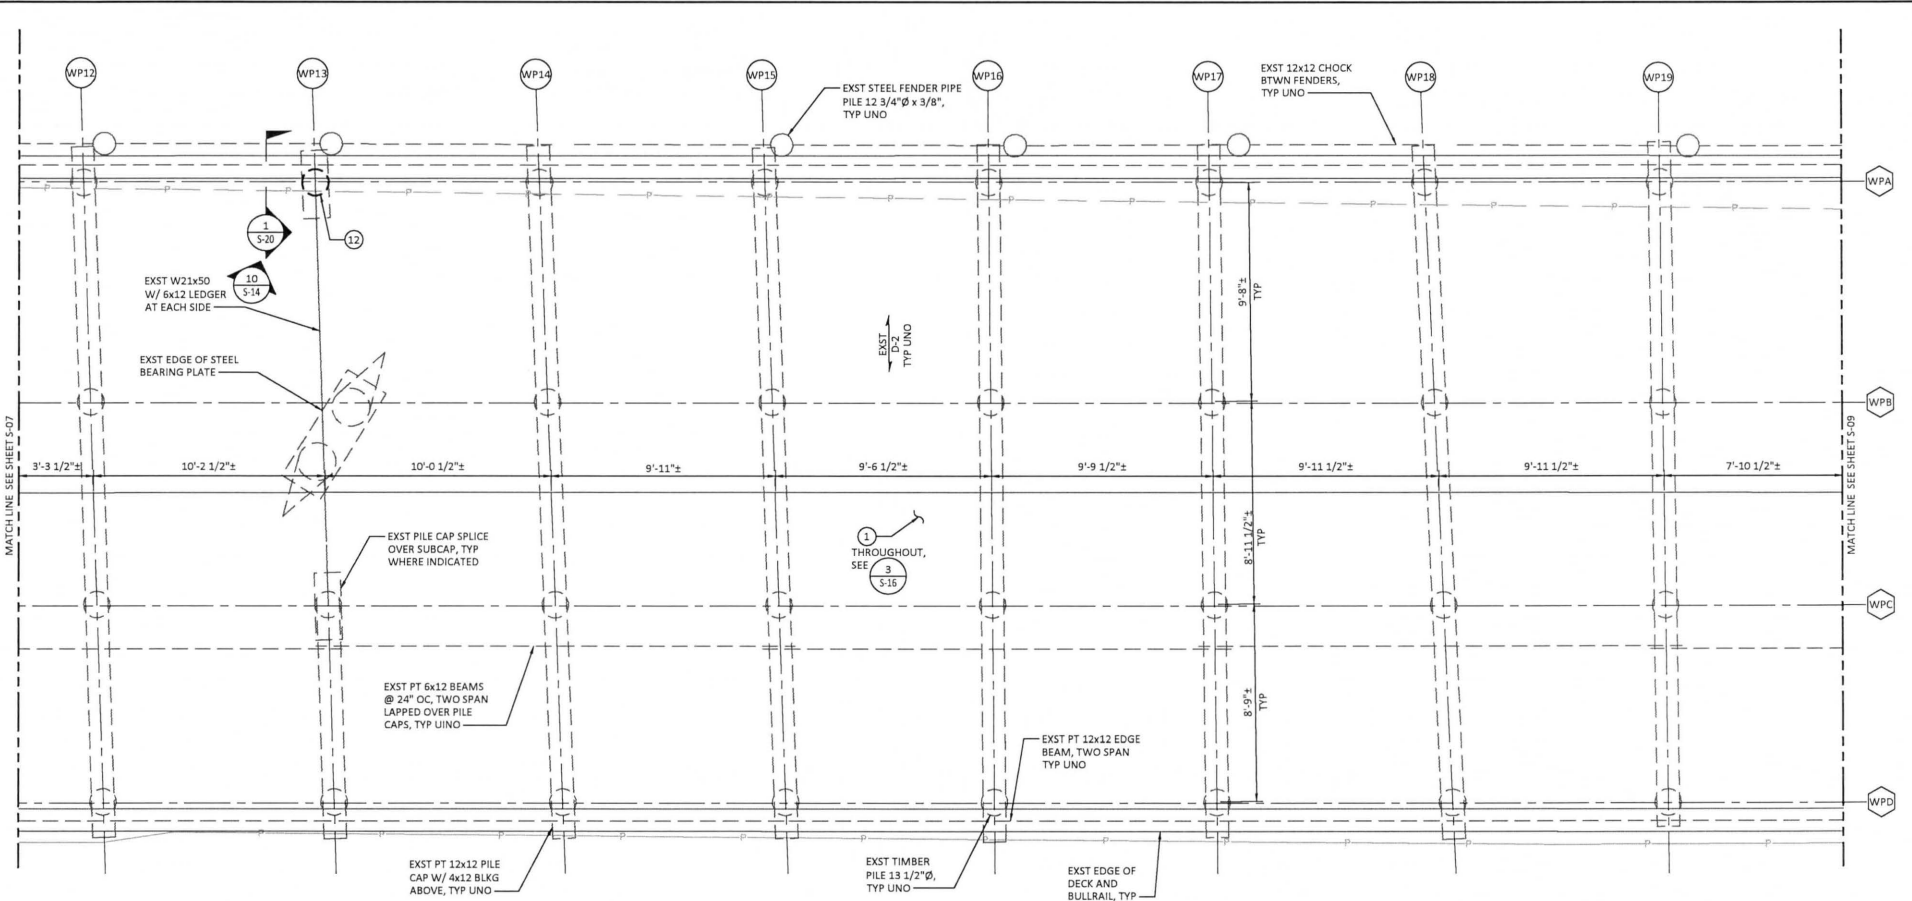 WP12
WP13
WP14
WP15
WP16
WP17
WP18
WP19
EXST STEEL FENDER PIPE
PILE 12 3/4"Ø x 3/8",
TYP UNO
EXST 12x12 CHOCK
BTWN FENDERS,
TYP UNO
WPA
P P P P P P P P P P P P P P P
1
S-20
12
10
S-14
EXST W21x50
W/ 6x12 LEDGER
AT EACH SIDE
9'-8"±
TYP
EXST
D-2
TYP UNO
EXST EDGE OF STEEL
BEARING PLATE
WPB
MATCH LINE SEE SHEET S-07
MATCH LINE SEE SHEET S-09
3'-3 1/2"±
10'-2 1/2"±
10'-0 1/2"±
9'-11"±
9'-6 1/2"±
9'-9 1/2"±
9'-11 1/2"±
9'-11 1/2"±
7'-10 1/2"±
EXST PILE CAP SPLICE
OVER SUBCAP, TYP
WHERE INDICATED
1
THROUGHOUT,
SEE
3
S-16
8'-11 1/2"±
TYP
WPC
EXST PT 6x12 BEAMS
@ 24" OC, TWO SPAN
LAPPED OVER PILE
CAPS, TYP UINO
8'-9"±
TYP
EXST PT 12x12 EDGE
BEAM, TWO SPAN
TYP UNO
WPD
P P P P P P P P P P P P P
EXST PT 12x12 PILE
CAP W/ 4x12 BLKG
ABOVE, TYP UNO
EXST TIMBER
PILE 13 1/2"Ø,
TYP UNO
EXST EDGE OF
DECK AND
BULLRAIL, TYP